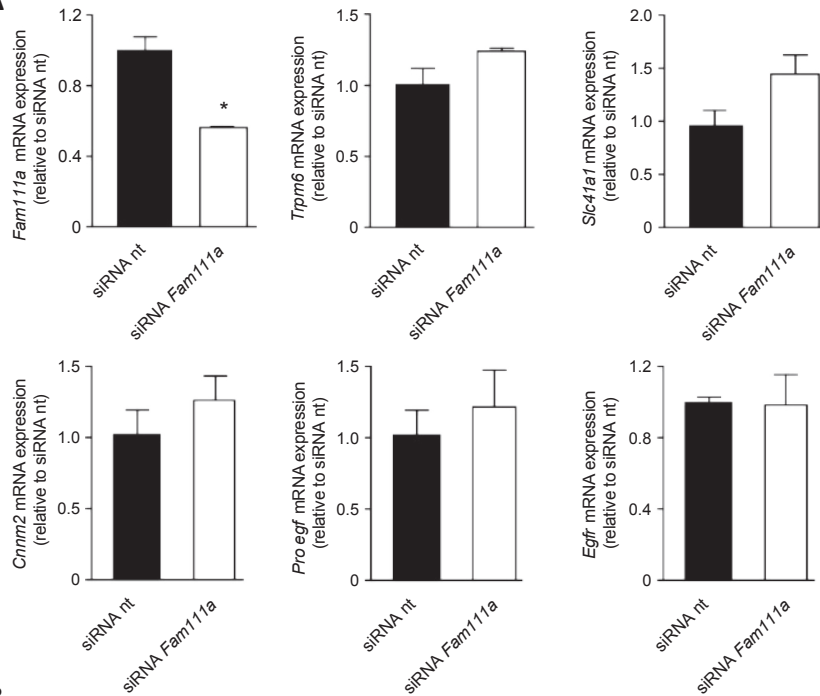 A
Fam111a mRNA expression
(relative to siRNA nt)
1.2
0.8
0.4
0
*
siRNA nt
siRNA Fam111a
Trpm6 mRNA expression
(relative to siRNA nt)
1.5
1.0
0.5
0
siRNA nt
siRNA Fam111a
Slc41a1 mRNA expression
(relative to siRNA nt)
2.0
1.5
1.0
0.5
0
siRNA nt
siRNA Fam111a
Cnnm2 mRNA expression
(relative to siRNA nt)
1.5
1.0
0.5
0
siRNA nt
siRNA Fam111a
Pro egf mRNA expression
(relative to siRNA nt)
1.5
1.0
0.5
0
siRNA nt
siRNA Fam111a
Egfr mRNA expression
(relative to siRNA nt)
1.2
0.8
0.4
0
siRNA nt
siRNA Fam111a